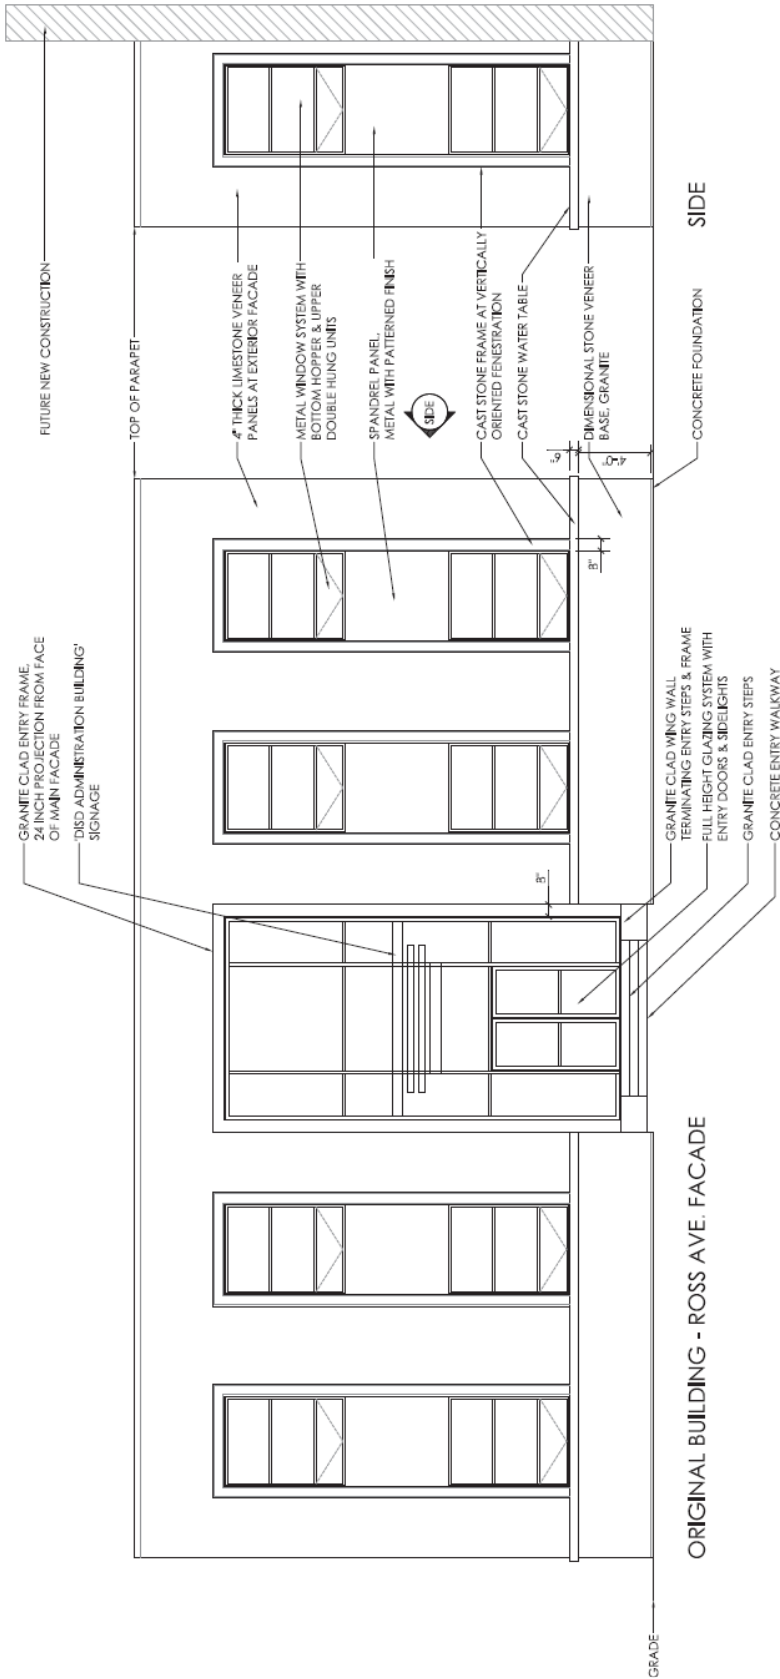 GRANITE CLAD ENTRY FRAME,
24 INCH PROJECTION FROM FACE
OF MAIN FACADE
'DISD ADMINISTRATION BUILDING'
SIGNAGE
FUTURE NEW CONSTRUCTION
TOP OF PARAPET
4" THICK LIMESTONE VENEER
PANELS AT EXTERIOR FACADE
METAL WINDOW SYSTEM WITH
BOTTOM HOPPER & UPPER
DOUBLE HUNG UNITS
SPANDREL PANEL,
METAL WITH PATTERNED FINISH
SIDE
CAST STONE FRAME AT VERTICALLY
ORIENTED FENESTRATION
CAST STONE WATER TABLE
6"
DIMENSIONAL STONE VENEER
BASE, GRANITE
4'-0"
CONCRETE FOUNDATION
8"
8"
GRANITE CLAD WING WALL
TERMINATING ENTRY STEPS & FRAME
FULL HEIGHT GLAZING SYSTEM WITH
ENTRY DOORS & SIDELIGHTS
GRANITE CLAD ENTRY STEPS
CONCRETE ENTRY WALKWAY
GRADE
ORIGINAL BUILDING - ROSS AVE. FACADE
SIDE